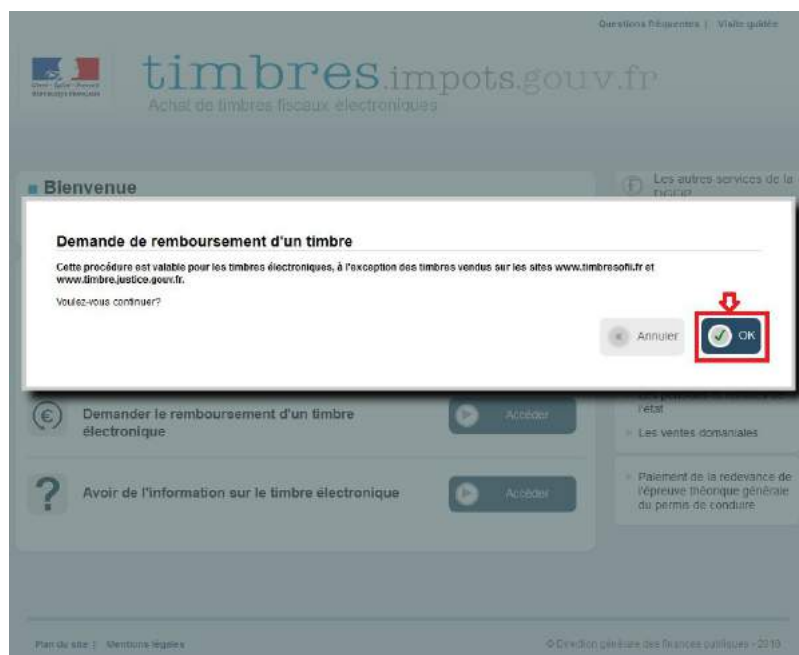 Questions fréquentes | Visite guidée
timbres.impots.gouv.fr
Achat de timbres fiscaux électroniques
Bienvenue
Les autres services de la
DGFIP
Demande de remboursement d'un timbre
Cette procédure est valable pour les timbres électroniques, à l'exception des timbres vendus sur les sites www.timbresofii.fr et
www.timbre.justice.gouv.fr.
Voulez-vous continuer?
Annuler
OK
Demander le remboursement d'un timbre
électronique
Accéder
l'etat
Les ventes domaniales
Avoir de l'information sur le timbre électronique
Accéder
Paiement de la redevance de
l'épreuve théorique générale
du permis de conduire
Plan du site | Mentions légales
© Direction générale des finances publiques - 2016